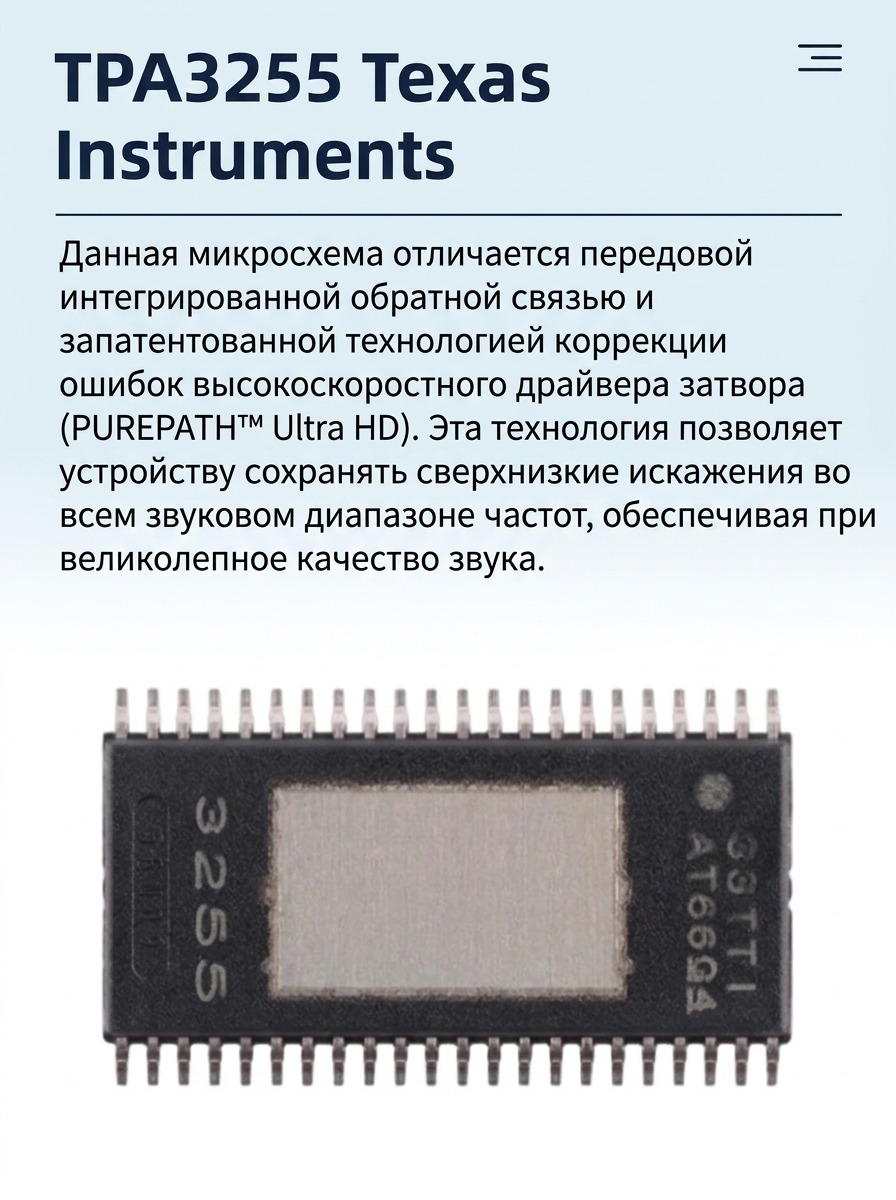 TPA3255 Texas
Instruments
Данная микросхема отличается передовой
интегрированной обратной связью и
запатентованной технологией коррекции
ошибок высокоскоростного драйвера затвора
(PUREPATH™ Ultra HD). Эта технология позволяет
устройству сохранять сверхнизкие искажения во
всем звуковом диапазоне частот, обеспечивая при
великолепное качество звука.
3255